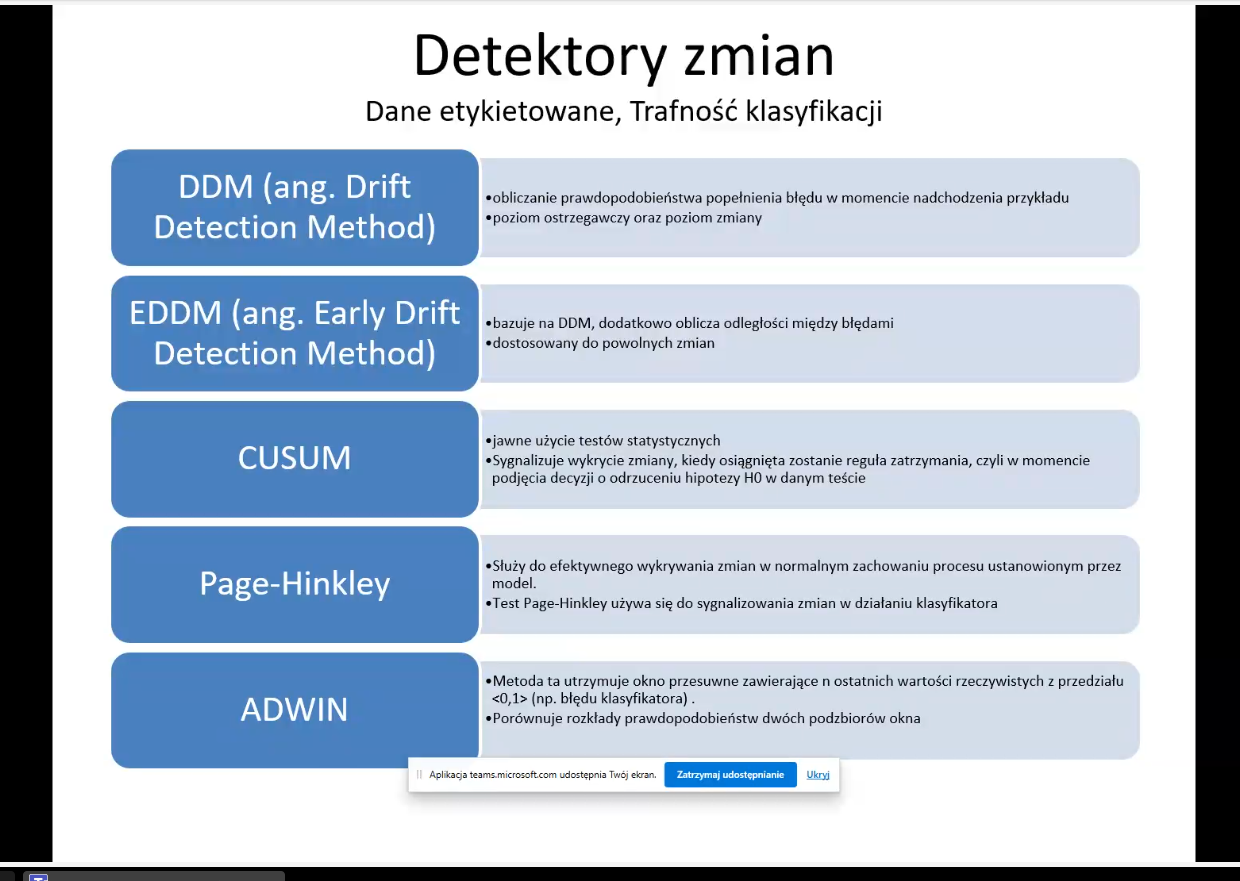 Detektory zmian
Dane etykietowane, Trafność klasyfikacji
DDM (ang. Drift
Detection Method)
•obliczanie prawdopodobieństwa popełnienia błędu w momencie nadchodzenia przykładu
•poziom ostrzegawczy oraz poziom zmiany
EDDM (ang. Early Drift
Detection Method)
•bazuje na DDM, dodatkowo oblicza odległości między błędami
•dostosowany do powolnych zmian
CUSUM
•jawne użycie testów statystycznych
•Sygnalizuje wykrycie zmiany, kiedy osiągnięta zostanie reguła zatrzymania, czyli w momencie
podjęcia decyzji o odrzuceniu hipotezy H0 w danym teście
Page-Hinkley
•Służy do efektywnego wykrywania zmian w normalnym zachowaniu procesu ustanowionym przez
model.
•Test Page-Hinkley używa się do sygnalizowania zmian w działaniu klasyfikatora
ADWIN
•Metoda ta utrzymuje okno przesuwne zawierające n ostatnich wartości rzeczywistych z przedziału
<0,1> (np. błędu klasyfikatora) .
•Porównuje rozkłady prawdopodobieństw dwóch podzbiorów okna
Aplikacja teams.microsoft.com udostępnia Twój ekran.
Zatrzymaj udostępnianie
Ukryj